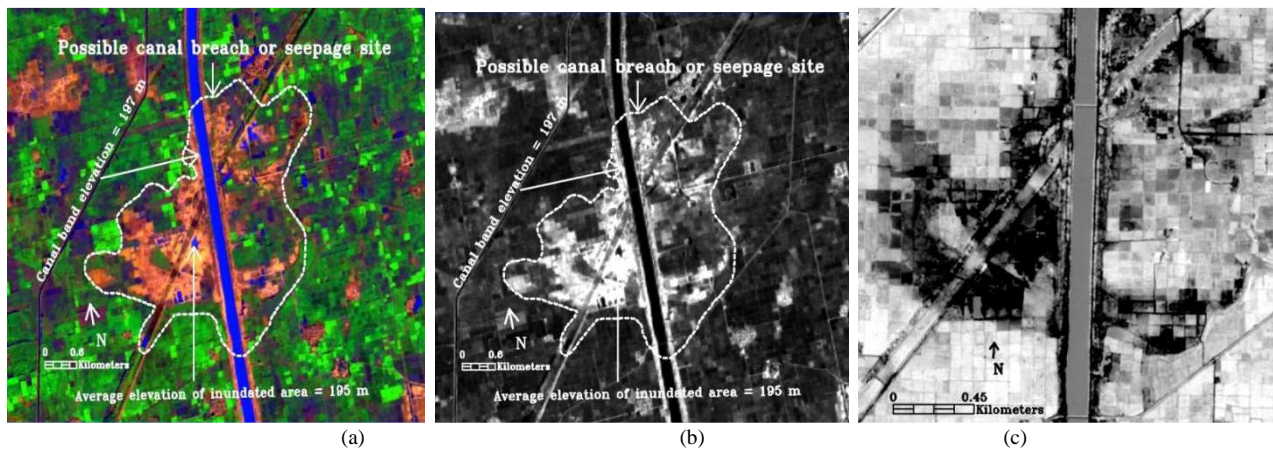 Possible canal breach or seepage site
Canal band elevation = 197 m
N
0 0.6
Kilometers
Average elevation of inundated area = 195 m
(a)
Possible canal breach or seepage site
Canal band elevation = 197 m
N
0 0.6
Kilometers
Average elevation of inundated area = 195 m
(b)
N
0 0.45
Kilometers
(c)